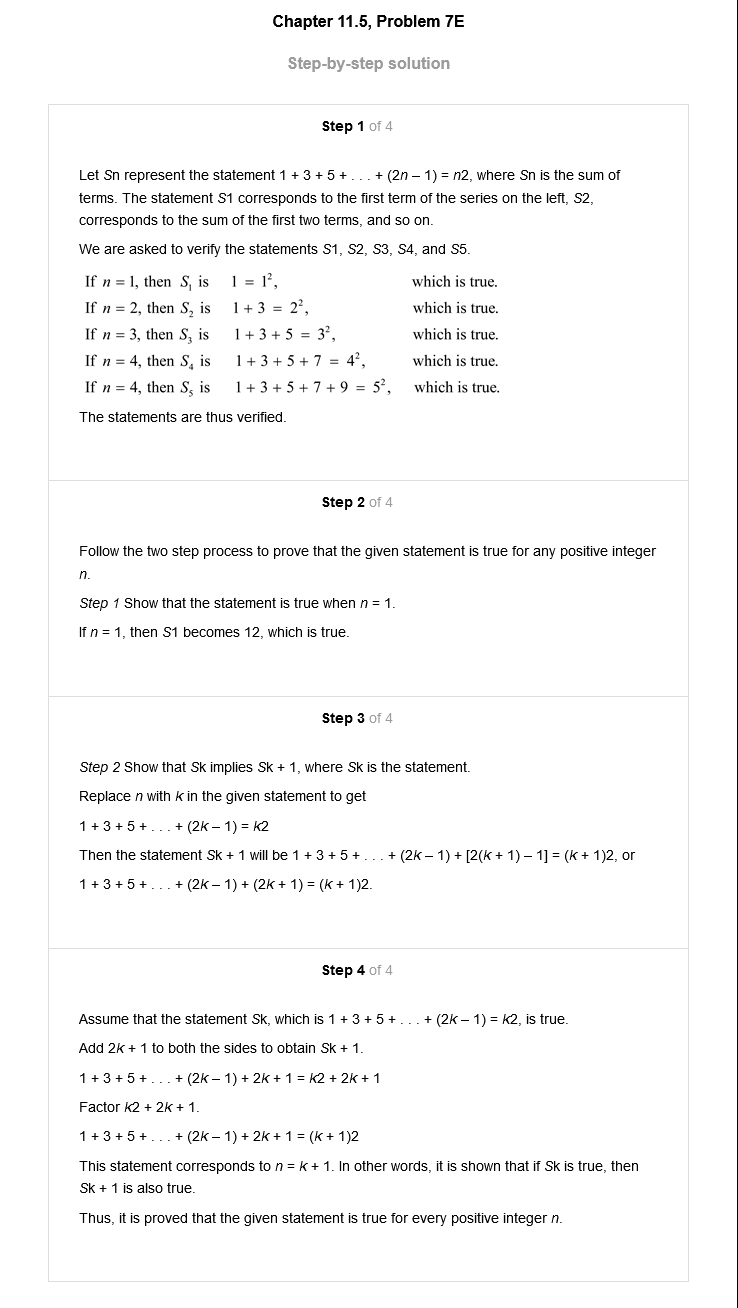 Chapter 11.5, Problem 7E
Step-by-step solution
Step 1 of 4
Let Sn represent the statement 1 + 3 + 5 + . . . + (2n – 1) = n2, where Sn is the sum of
terms. The statement S1 corresponds to the first term of the series on the left, S2,
corresponds to the sum of the first two terms, and so on.
We are asked to verify the statements S1, S2, S3, S4, and S5.
If n = 1, then S₁ is 1 = 1², which is true.
If n = 2, then S₂ is 1 + 3 = 2², which is true.
If n = 3, then S₃ is 1 + 3 + 5 = 3², which is true.
If n = 4, then S₄ is 1 + 3 + 5 + 7 = 4², which is true.
If n = 4, then S₅ is 1 + 3 + 5 + 7 + 9 = 5², which is true.
The statements are thus verified.
Step 2 of 4
Follow the two step process to prove that the given statement is true for any positive integer
n.
Step 1 Show that the statement is true when n = 1.
If n = 1, then S1 becomes 12, which is true.
Step 3 of 4
Step 2 Show that Sk implies Sk + 1, where Sk is the statement.
Replace n with k in the given statement to get
1 + 3 + 5 + . . . + (2k – 1) = k2
Then the statement Sk + 1 will be 1 + 3 + 5 + . . . + (2k – 1) + [2(k + 1) – 1] = (k + 1)2, or
1 + 3 + 5 + . . . + (2k – 1) + (2k + 1) = (k + 1)2.
Step 4 of 4
Assume that the statement Sk, which is 1 + 3 + 5 + . . . + (2k – 1) = k2, is true.
Add 2k + 1 to both the sides to obtain Sk + 1.
1 + 3 + 5 + . . . + (2k – 1) + 2k + 1 = k2 + 2k + 1
Factor k2 + 2k + 1.
1 + 3 + 5 + . . . + (2k – 1) + 2k + 1 = (k + 1)2
This statement corresponds to n = k + 1. In other words, it is shown that if Sk is true, then
Sk + 1 is also true.
Thus, it is proved that the given statement is true for every positive integer n.